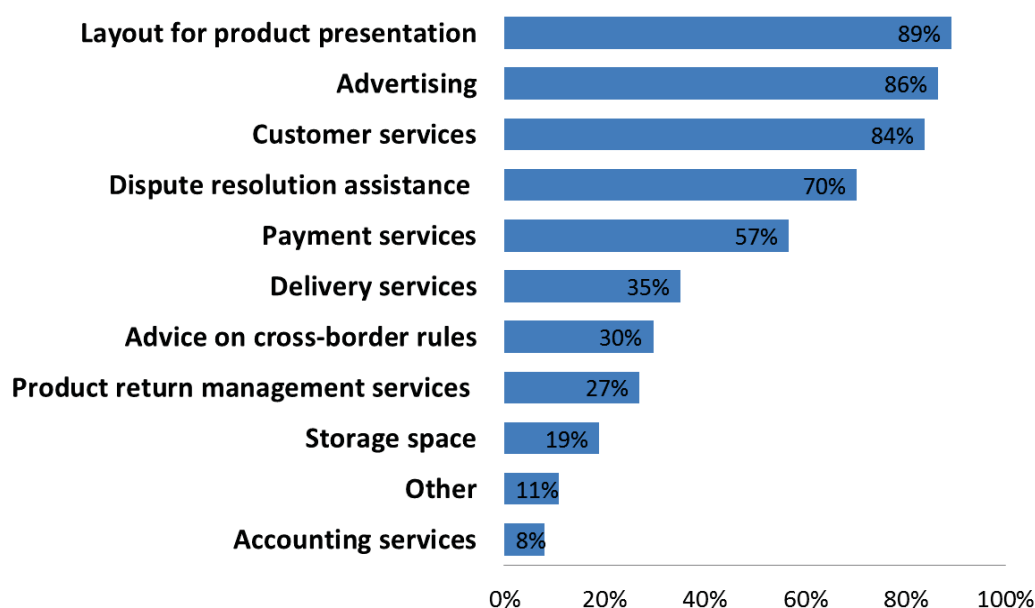 Layout for product presentation 89%
Advertising 86%
Customer services 84%
Dispute resolution assistance 70%
Payment services 57%
Delivery services 35%
Advice on cross-border rules 30%
Product return management services 27%
Storage space 19%
Other 11%
Accounting services 8%
0% 20% 40% 60% 80% 100%